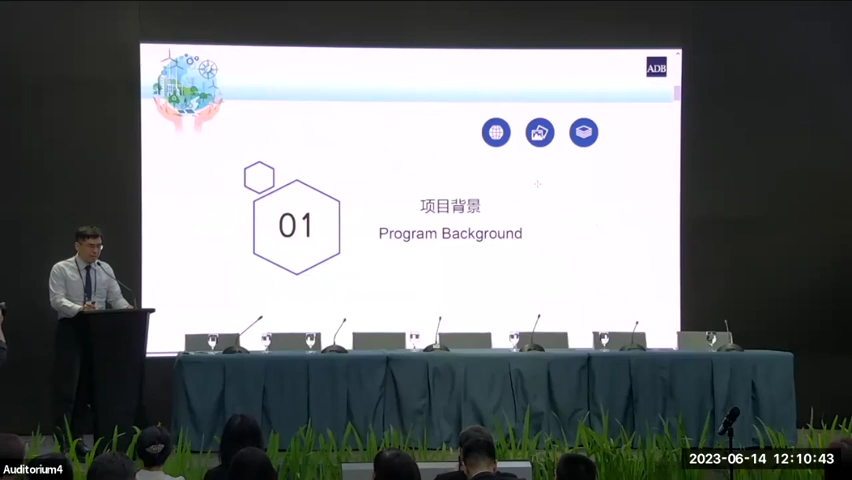 ADB
01
项目背景
Program Background
Auditorium4
2023-06-14 12:10:43